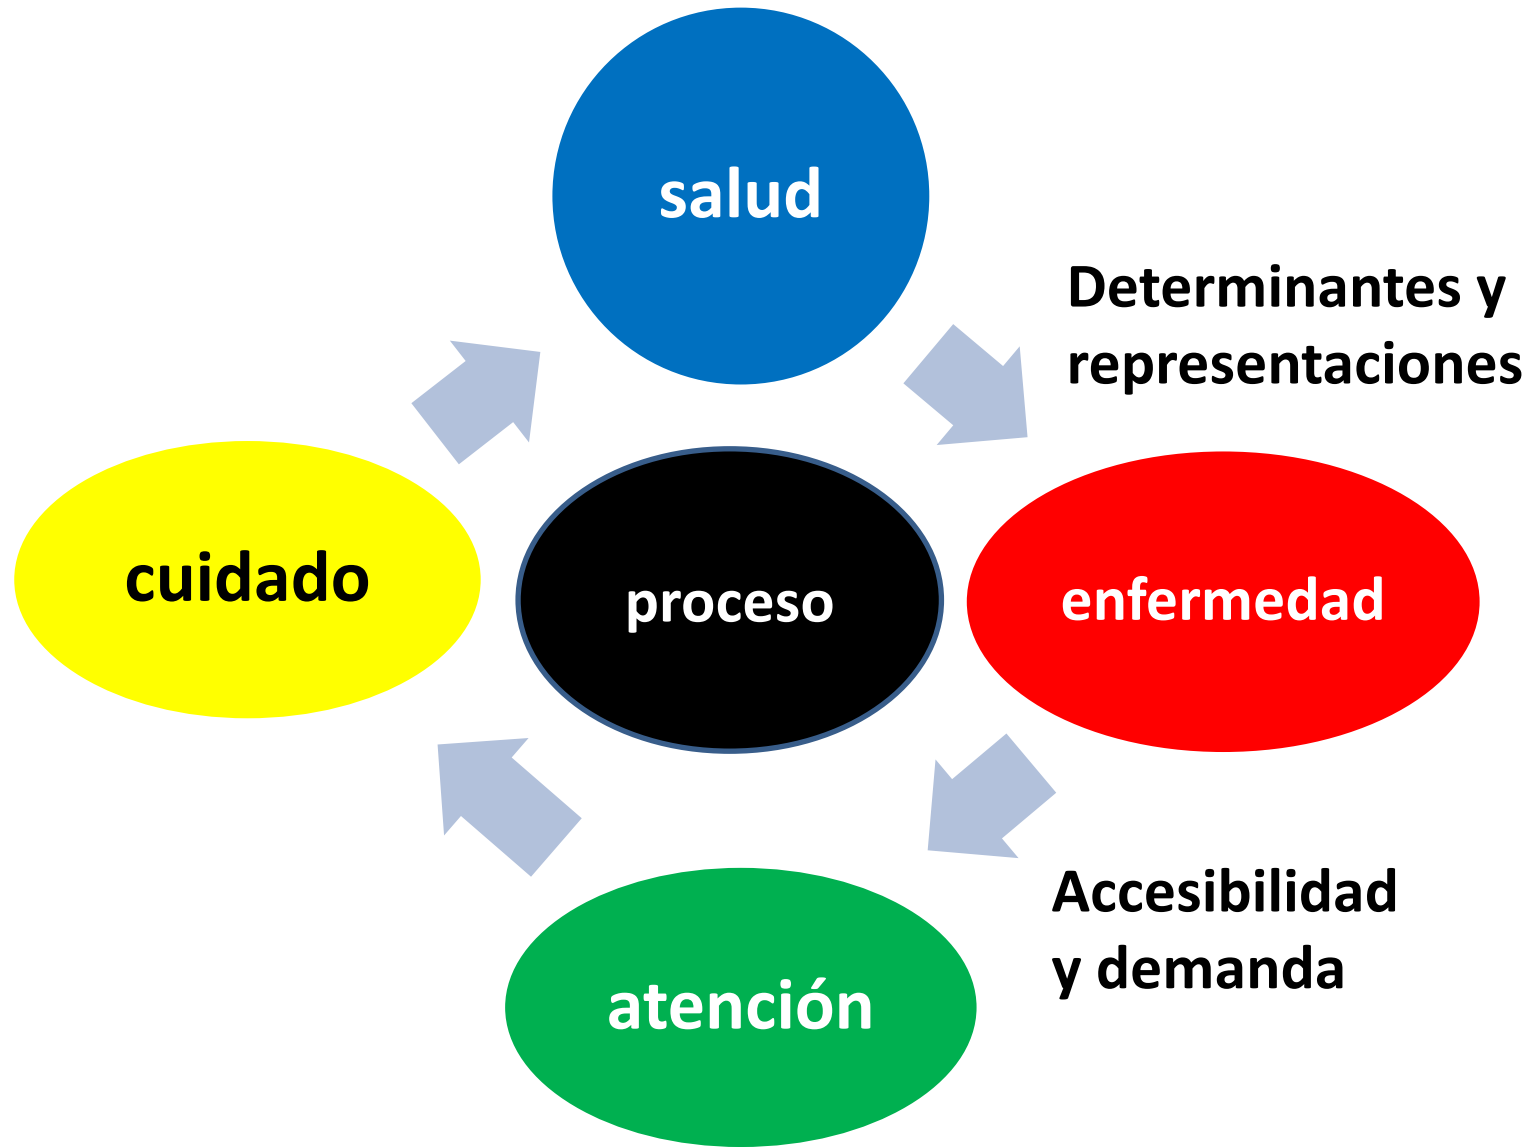 salud
Determinantes y
representaciones
cuidado
proceso
enfermedad
Accesibilidad
y demanda
atención